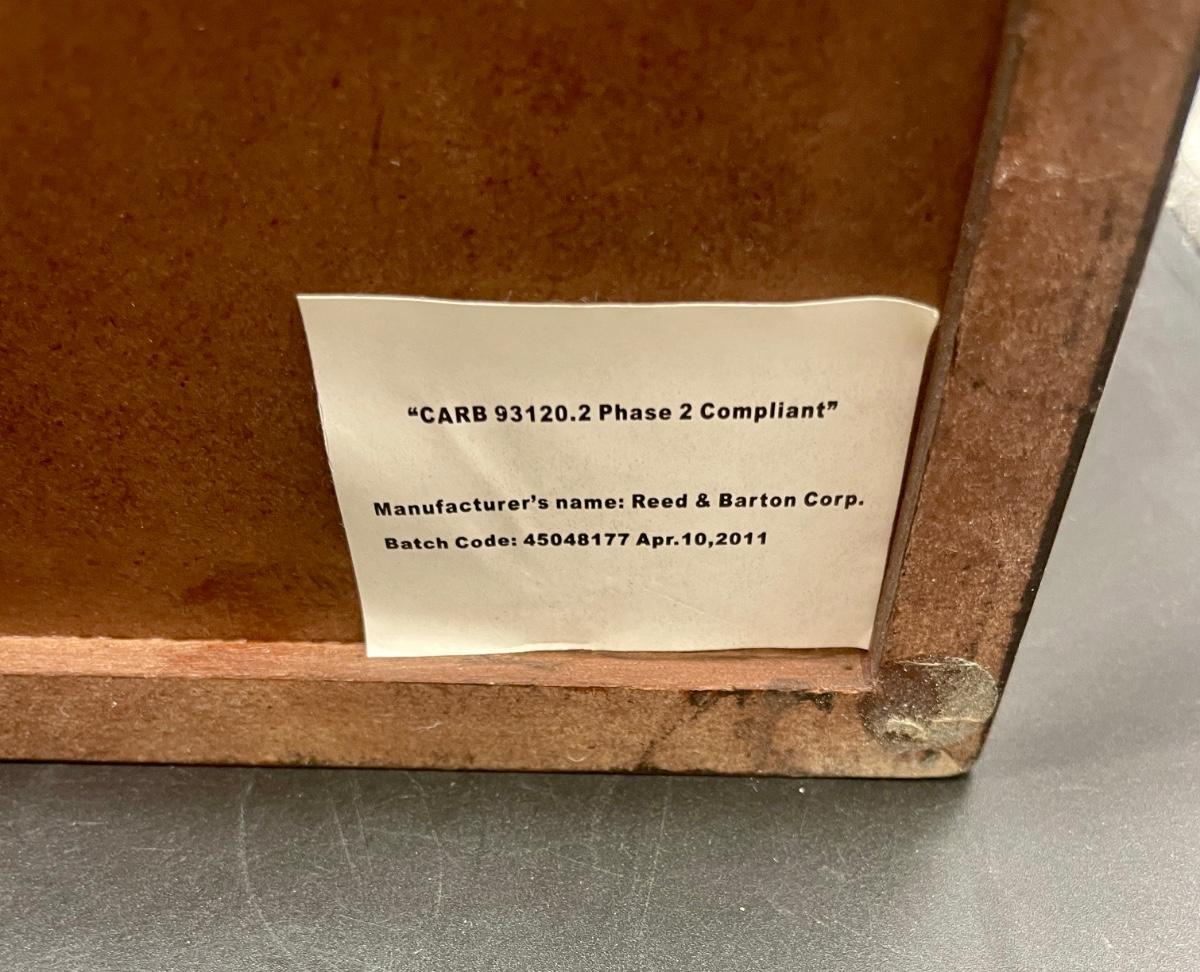 “CARB 93120.2 Phase 2 Compliant”
Manufacturer’s name: Reed & Barton Corp.
Batch Code: 45048177 Apr.10,2011